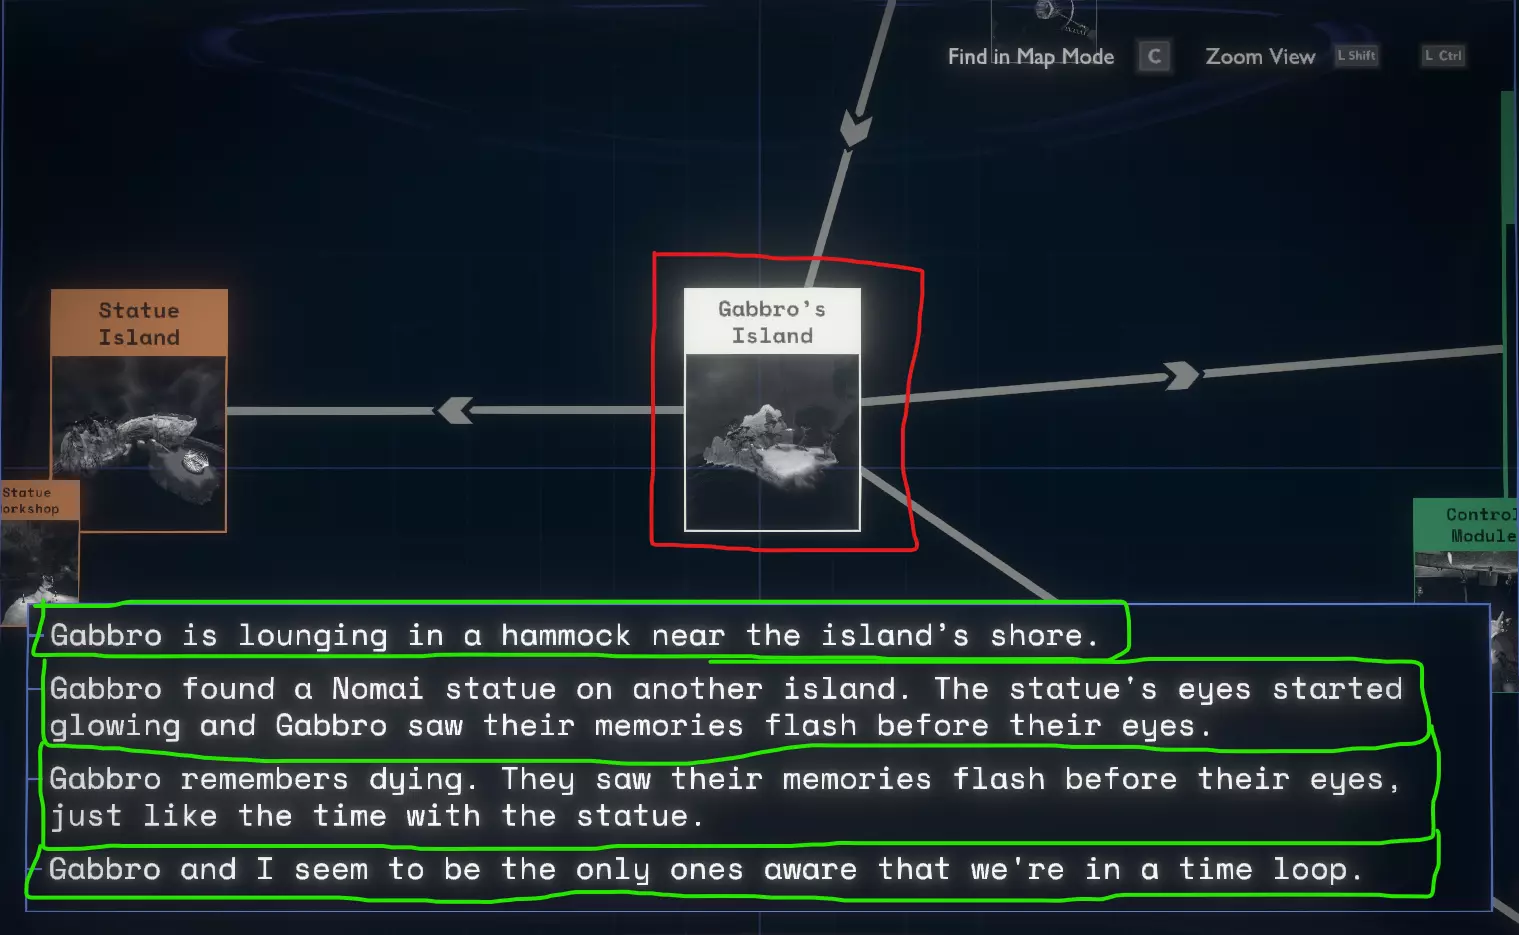 Find in Map Mode C Zoom View L Shift L Ctrl
Statue
Island
Gabbro's
Island
Statue
Control
Module
Gabbro is lounging in a hammock near the island's shore.
Gabbro found a Nomai statue on another island. The statue's eyes started
glowing and Gabbro saw their memories flash before their eyes.
Gabbro remembers dying. They saw their memories flash before their eyes,
just like the time with the statue.
Gabbro and I seem to be the only ones aware that we're in a time loop.